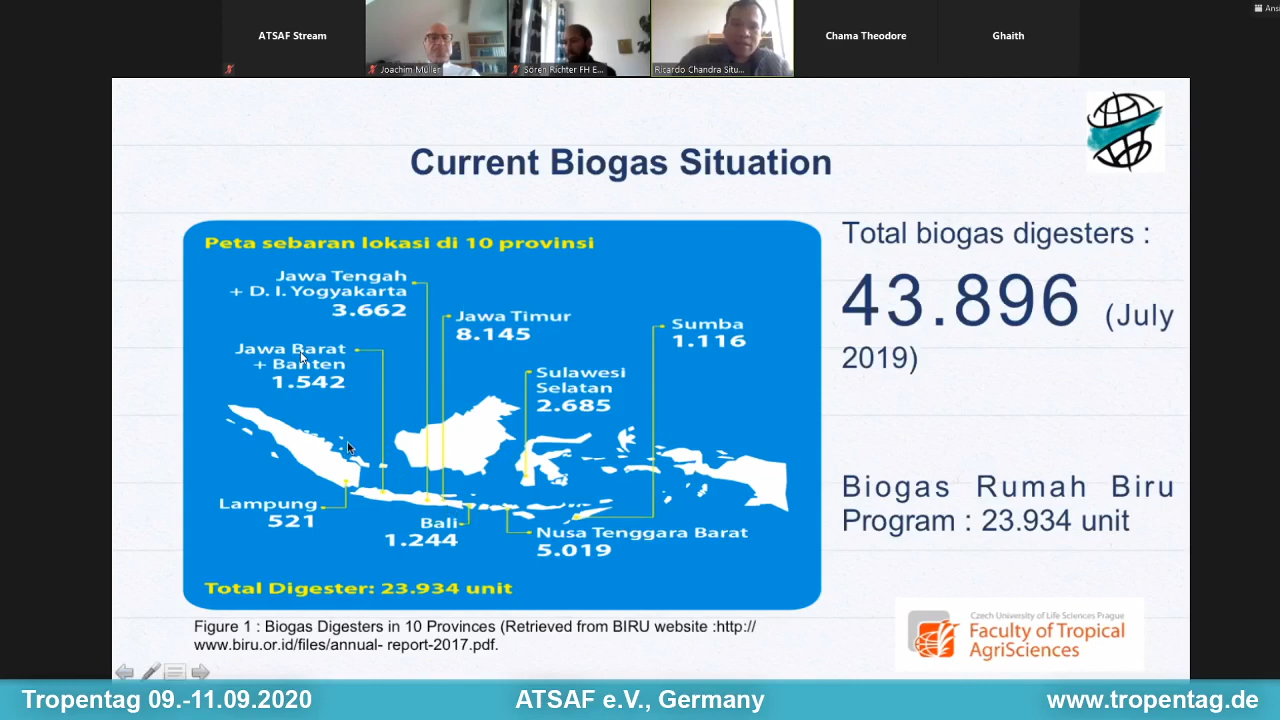 Ans
ATSAF Stream
Joachim Müller
Sören Richter FH E...
Ricardo Chandra Situ...
Chama Theodore
Ghaith
Current Biogas Situation
Peta sebaran lokasi di 10 provinsi
Jawa Tengah
+ D. I. Yogyakarta
3.662
Jawa Timur
8.145
Sumba
1.116
Jawa Barat
+ Banten
1.542
Sulawesi
Selatan
2.685
Lampung
521
Bali
1.244
Nusa Tenggara Barat
5.019
Total Digester: 23.934 unit
Figure 1 : Biogas Digesters in 10 Provinces (Retrieved from BIRU website :http://
www.biru.or.id/files/annual- report-2017.pdf.
Total biogas digesters :
43.896 (July
2019)
Biogas Rumah Biru
Program : 23.934 unit
Czech University of Life Sciences Prague
Faculty of Tropical
AgriSciences
Tropentag 09.-11.09.2020
ATSAF e.V., Germany
www.tropentag.de